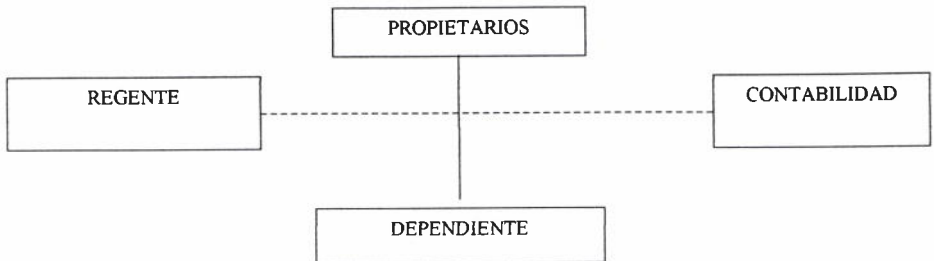 PROPIETARIOS
REGENTE
CONTABILIDAD
DEPENDIENTE